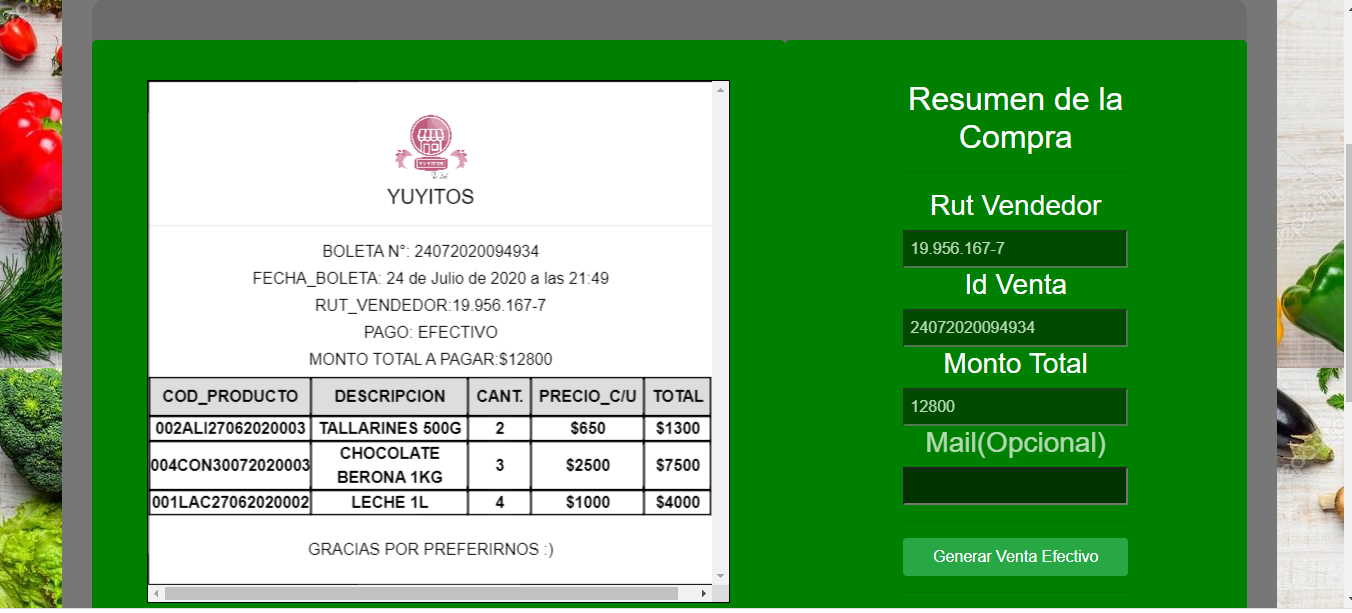 YUYITOS
BOLETA N°: 24072020094934
FECHA_BOLETA: 24 de Julio de 2020 a las 21:49
RUT_VENDEDOR:19.956.167-7
PAGO: EFECTIVO
MONTO TOTAL A PAGAR:$12800
COD_PRODUCTO DESCRIPCION CANT. PRECIO_C/U TOTAL
002ALI27062020003 TALLARINES 500G 2 $650 $1300
004CON30072020003 CHOCOLATE BERONA 1KG 3 $2500 $7500
001LAC27062020002 LECHE 1L 4 $1000 $4000
GRACIAS POR PREFERIRNOS :)
Resumen de la
Compra
Rut Vendedor
19.956.167-7
Id Venta
24072020094934
Monto Total
12800
Mail(Opcional)
Generar Venta Efectivo